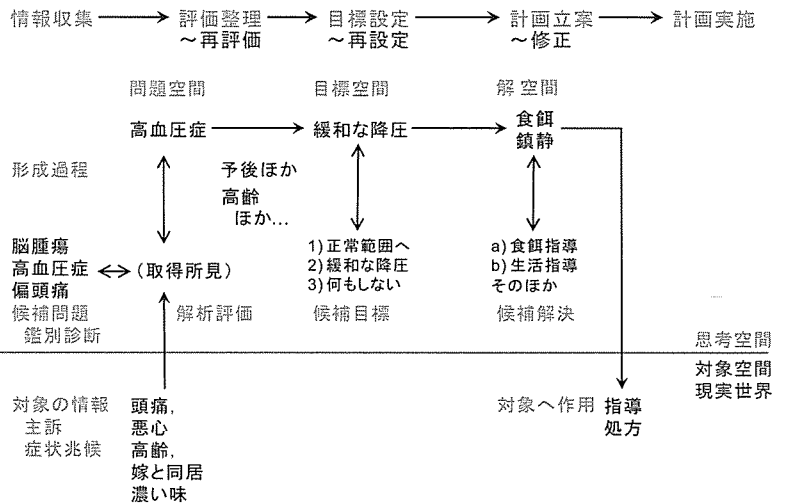 情報収集 評価整理 目標設定 計画立案 計画実施
～再評価 ～再設定 ～修正
問題空間 目標空間 解空間
高血圧症 緩和な降圧 食餌
鎮静
形成過程 予後ほか
高齢
ほか…
脳腫瘍
高血圧症
偏頭痛
(取得所見)
1)正常範囲へ
2)緩和な降圧
3)何もしない
a)食餌指導
b)生活指導
そのほか
候補問題 解析評価 候補目標 候補解決
鑑別診断
思考空間
対象空間
現実世界
対象の情報
主訴
症状兆候
頭痛,
悪心
高齢,
嫁と同居
濃い味
対象へ作用 指導
処方